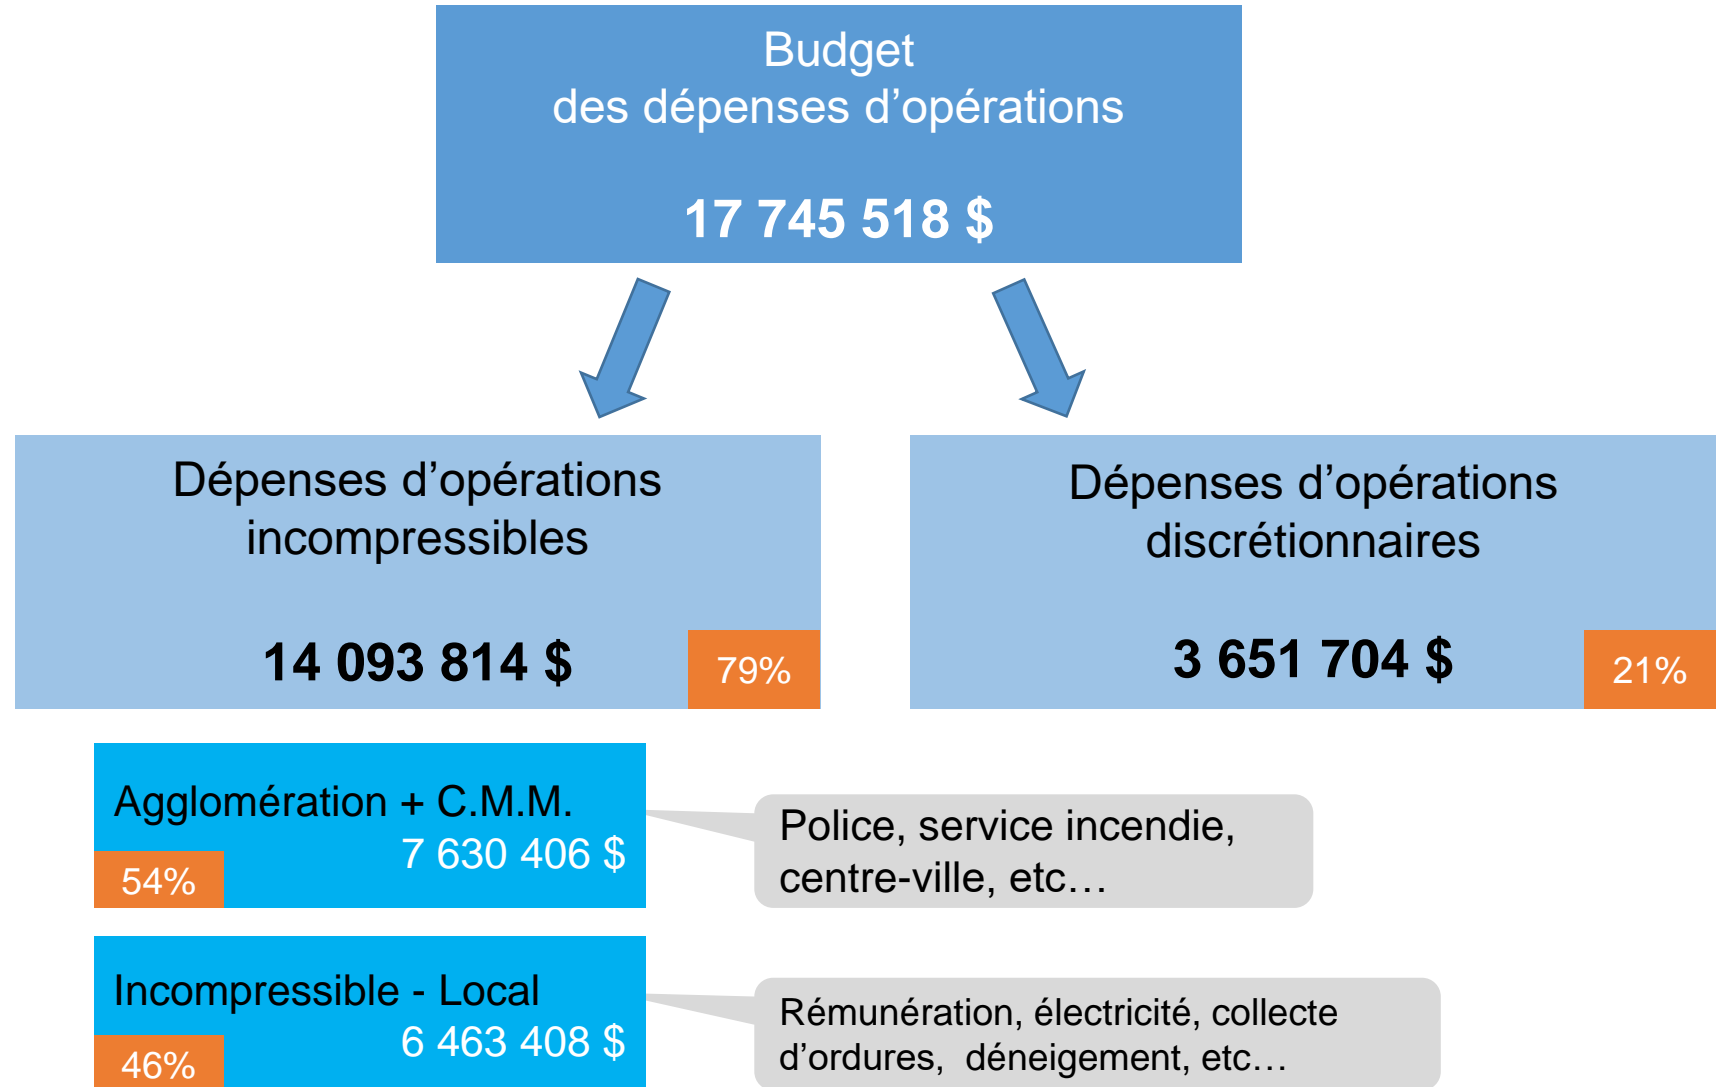 Budget
des dépenses d’opérations
17 745 518 $
Dépenses d’opérations
incompressibles
14 093 814 $
79%
Dépenses d’opérations
discrétionnaires
3 651 704 $
21%
Agglomération + C.M.M.
7 630 406 $
54%
Police, service incendie,
centre-ville, etc…
Incompressible - Local
6 463 408 $
46%
Rémunération, électricité, collecte
d’ordures,  déneigement, etc…